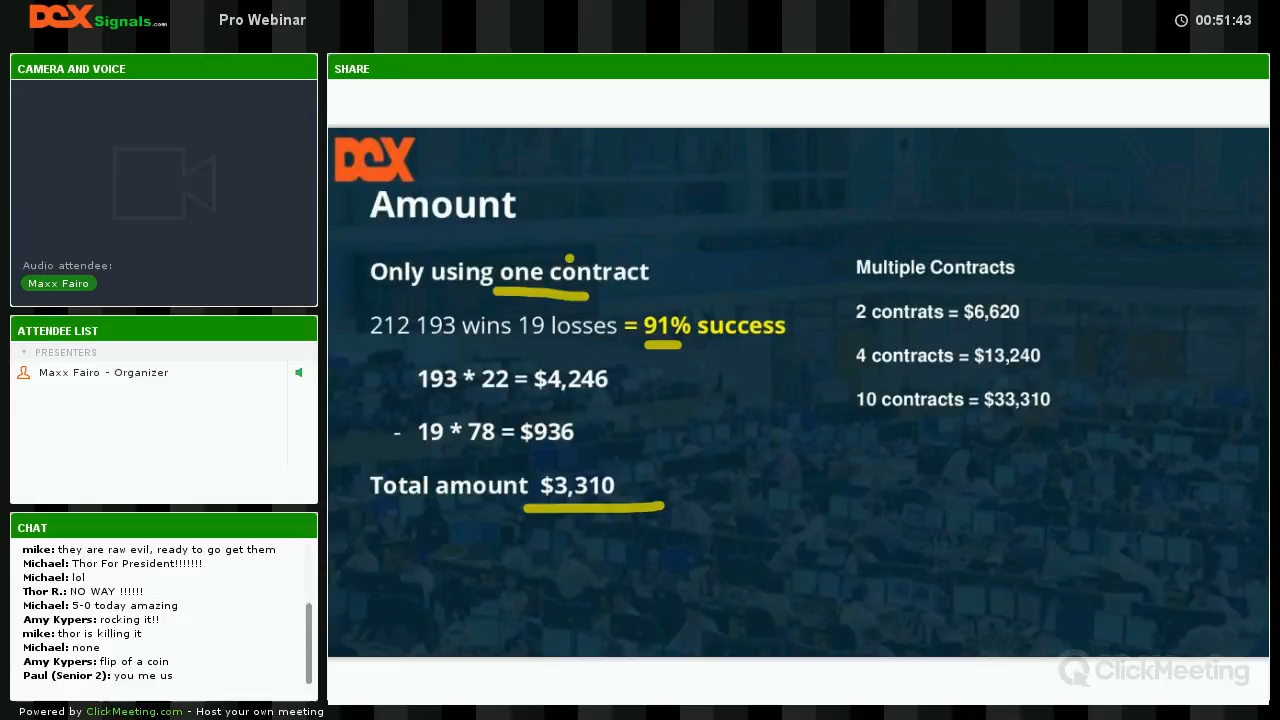 DCX Signals.com
Pro Webinar
00:51:43
CAMERA AND VOICE
Audio attendee:
Maxx Fairo
ATTENDEE LIST
PRESENTERS
Maxx Fairo - Organizer
CHAT
mike: they are raw evil, ready to go get them
Michael: Thor For President!!!!!!!
Michael: lol
Thor R.: NO WAY !!!!!!
Michael: 5-0 today amazing
Amy Kypers: rocking it!!
mike: thor is killing it
Michael: none
Amy Kypers: flip of a coin
Paul (Senior 2): you me us
Powered by ClickMeeting.com - Host your own meeting
SHARE
DCX
Amount
Only using one contract
212 193 wins 19 losses = 91% success
193 * 22 = $4,246
- 19 * 78 = $936
Total amount $3,310
Multiple Contracts
2 contrats = $6,620
4 contracts = $13,240
10 contracts = $33,310
ClickMeeting